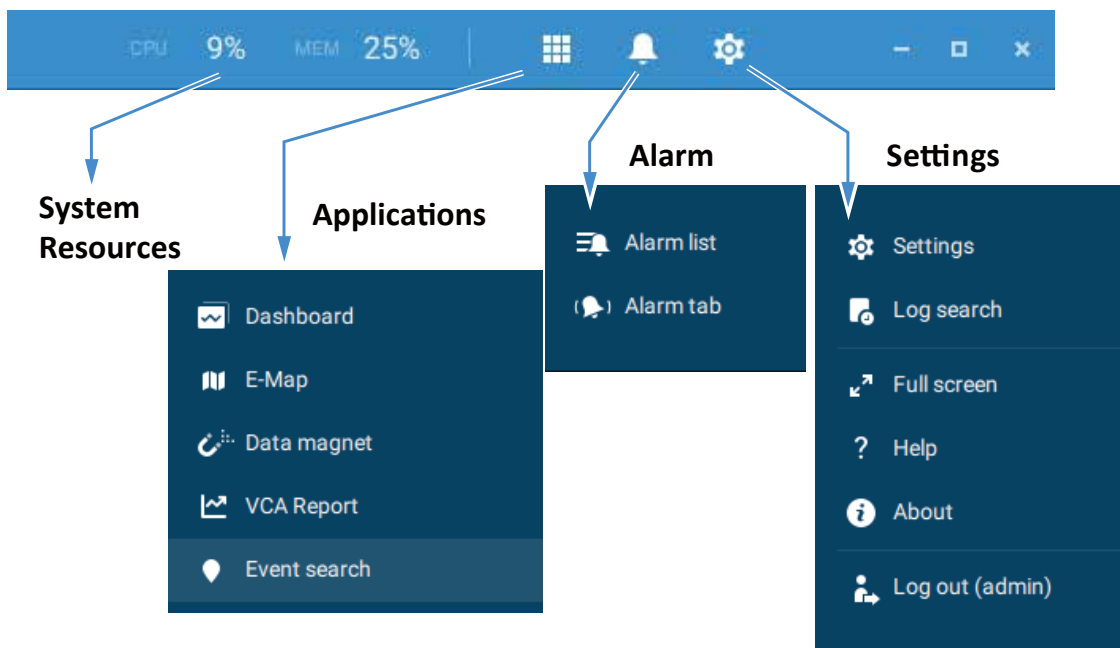 CPU 9% MEM 25%
System
Resources
Applications
Alarm
Settings
Dashboard
E-Map
Data magnet
VCA Report
Event search
Alarm list
Alarm tab
Settings
Log search
Full screen
? Help
About
Log out (admin)